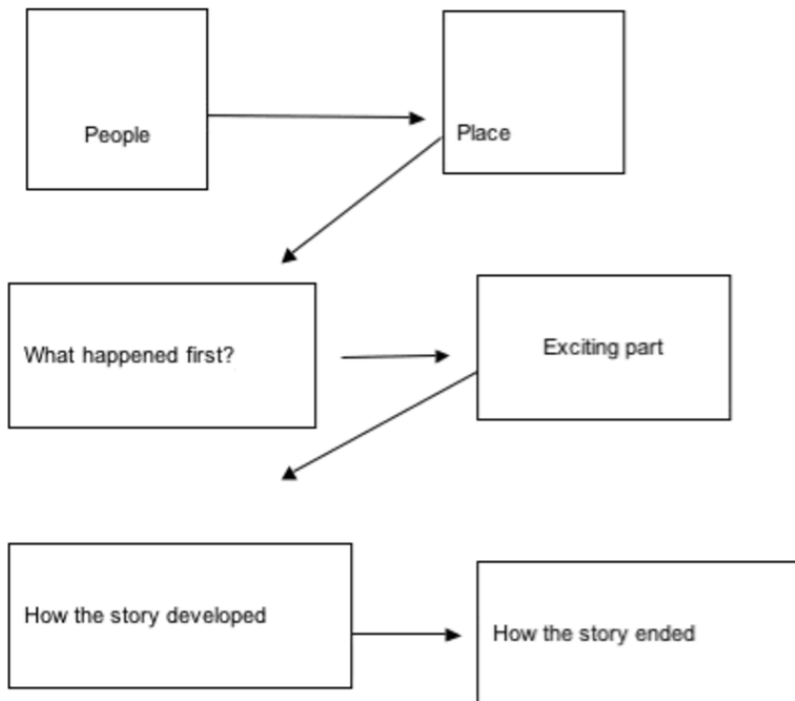 People
Place
What happened first?
Exciting part
How the story developed
How the story ended